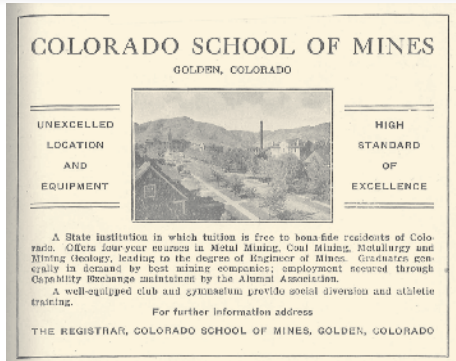 COLORADO SCHOOL OF MINES
GOLDEN, COLORADO
UNEXCELLED
LOCATION
AND
EQUIPMENT
HIGH
STANDARD
OF
EXCELLENCE
A State institution in which tuition is free to bona-fide residents of Colo-
rado. Offers four-year courses in Metal Mining, Coal Mining, Metallurgy and
Mining Geology, leading to the degree of Engineer of Mines. Graduates gen-
erally in demand by best mining companies; employment secured through
Capability Exchange maintained by the Alumni Association.
A well-equipped club and gymnasium provide social diversion and athletic
training.
For further information address
THE REGISTRAR, COLORADO SCHOOL OF MINES, GOLDEN, COLORADO